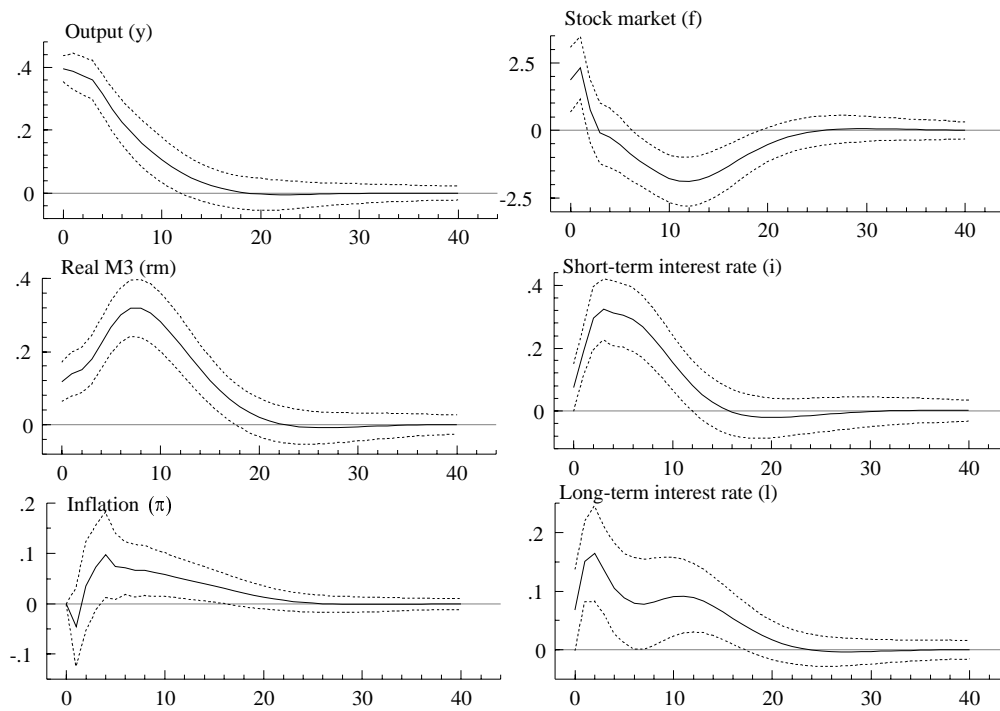 Output (y)
.4
.2
0
0 10 20 30 40
Stock market (f)
2.5
0
-2.5
0 10 20 30 40
Real M3 (rm)
.4
.2
0
0 10 20 30 40
Short-term interest rate (i)
.4
.2
0
0 10 20 30 40
Inflation (π)
.2
0.1
0
-.1
0 10 20 30 40
Long-term interest rate (l)
.2
0.1
0
0 10 20 30 40